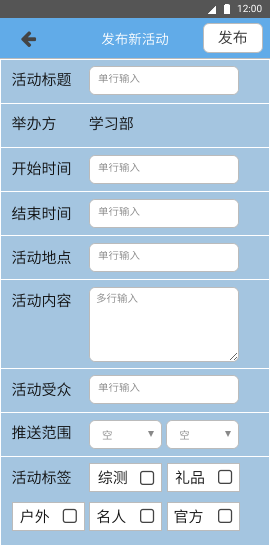 12:00
发布新活动 发布
活动标题 单行输入
举办方 学习部
开始时间 单行输入
结束时间 单行输入
活动地点 单行输入
活动内容 多行输入
活动受众 单行输入
推送范围 空 空
活动标签 综测 礼品
户外 名人 官方